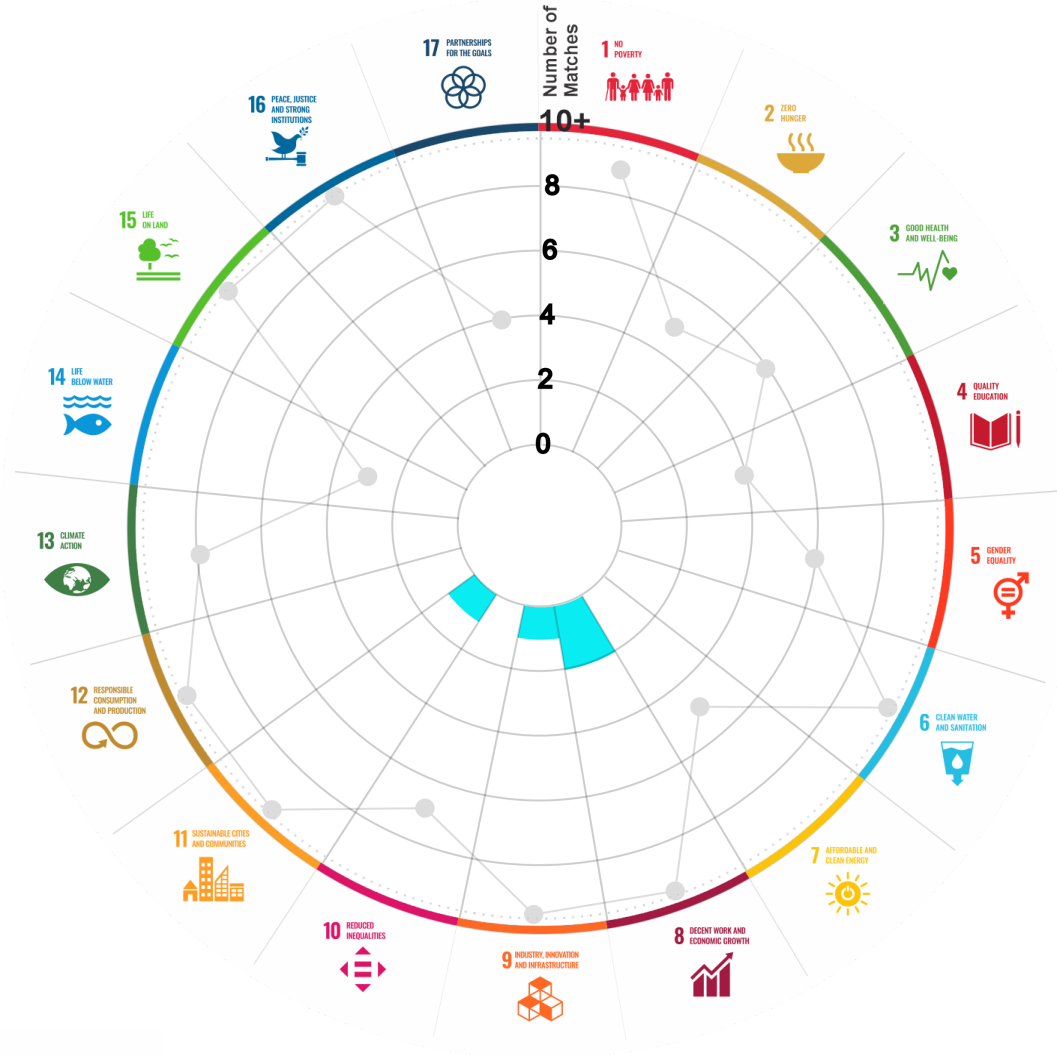 Number of
Matches
10+
8
6
4
2
0
1 NO
POVERTY
2 ZERO
HUNGER
3 GOOD HEALTH
AND WELL-BEING
4 QUALITY
EDUCATION
5 GENDER
EQUALITY
6 CLEAN WATER
AND SANITATION
7 AFFORDABLE AND
CLEAN ENERGY
8 DECENT WORK AND
ECONOMIC GROWTH
9 INDUSTRY, INNOVATION
AND INFRASTRUCTURE
10 REDUCED
INEQUALITIES
11 SUSTAINABLE CITIES
AND COMMUNITIES
12 RESPONSIBLE
CONSUMPTION
AND PRODUCTION
13 CLIMATE
ACTION
14 LIFE
BELOW WATER
15 LIFE
ON LAND
16 PEACE, JUSTICE
AND STRONG
INSTITUTIONS
17 PARTNERSHIPS
FOR THE GOALS